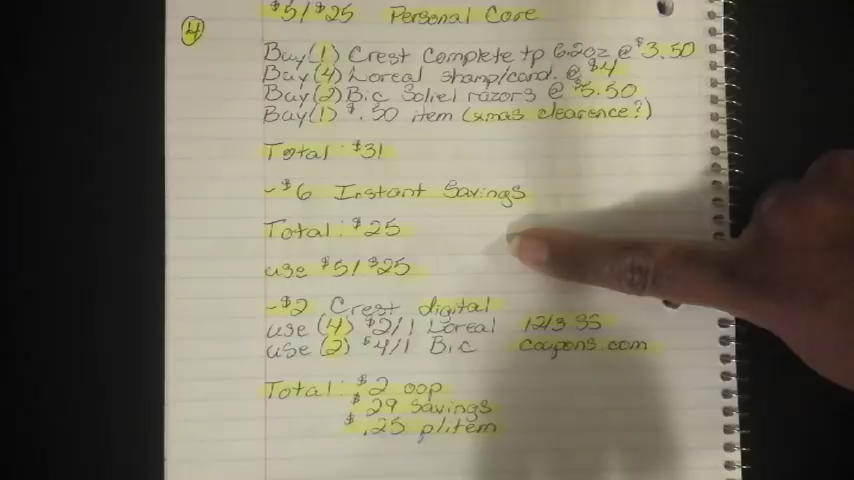 $5/$25 Personal Care
4
Buy (1) Crest Complete tp 6.2oz @ $3.50
Buy (4) Loreal shamp/cond. @ $4
Buy (2) Bic Soliel razors @ $5.50
Buy (1) $.50 item (xmas clearence?)
Total: $31
-$6 Instant Savings
Total: $25
use $5/$25
-$2 Crest digital
use (4) $2/1 Loreal 12/3 SS
use (2) $4/1 Bic coupons.com
Total: $2 oop
$29 savings
$.25 p/item